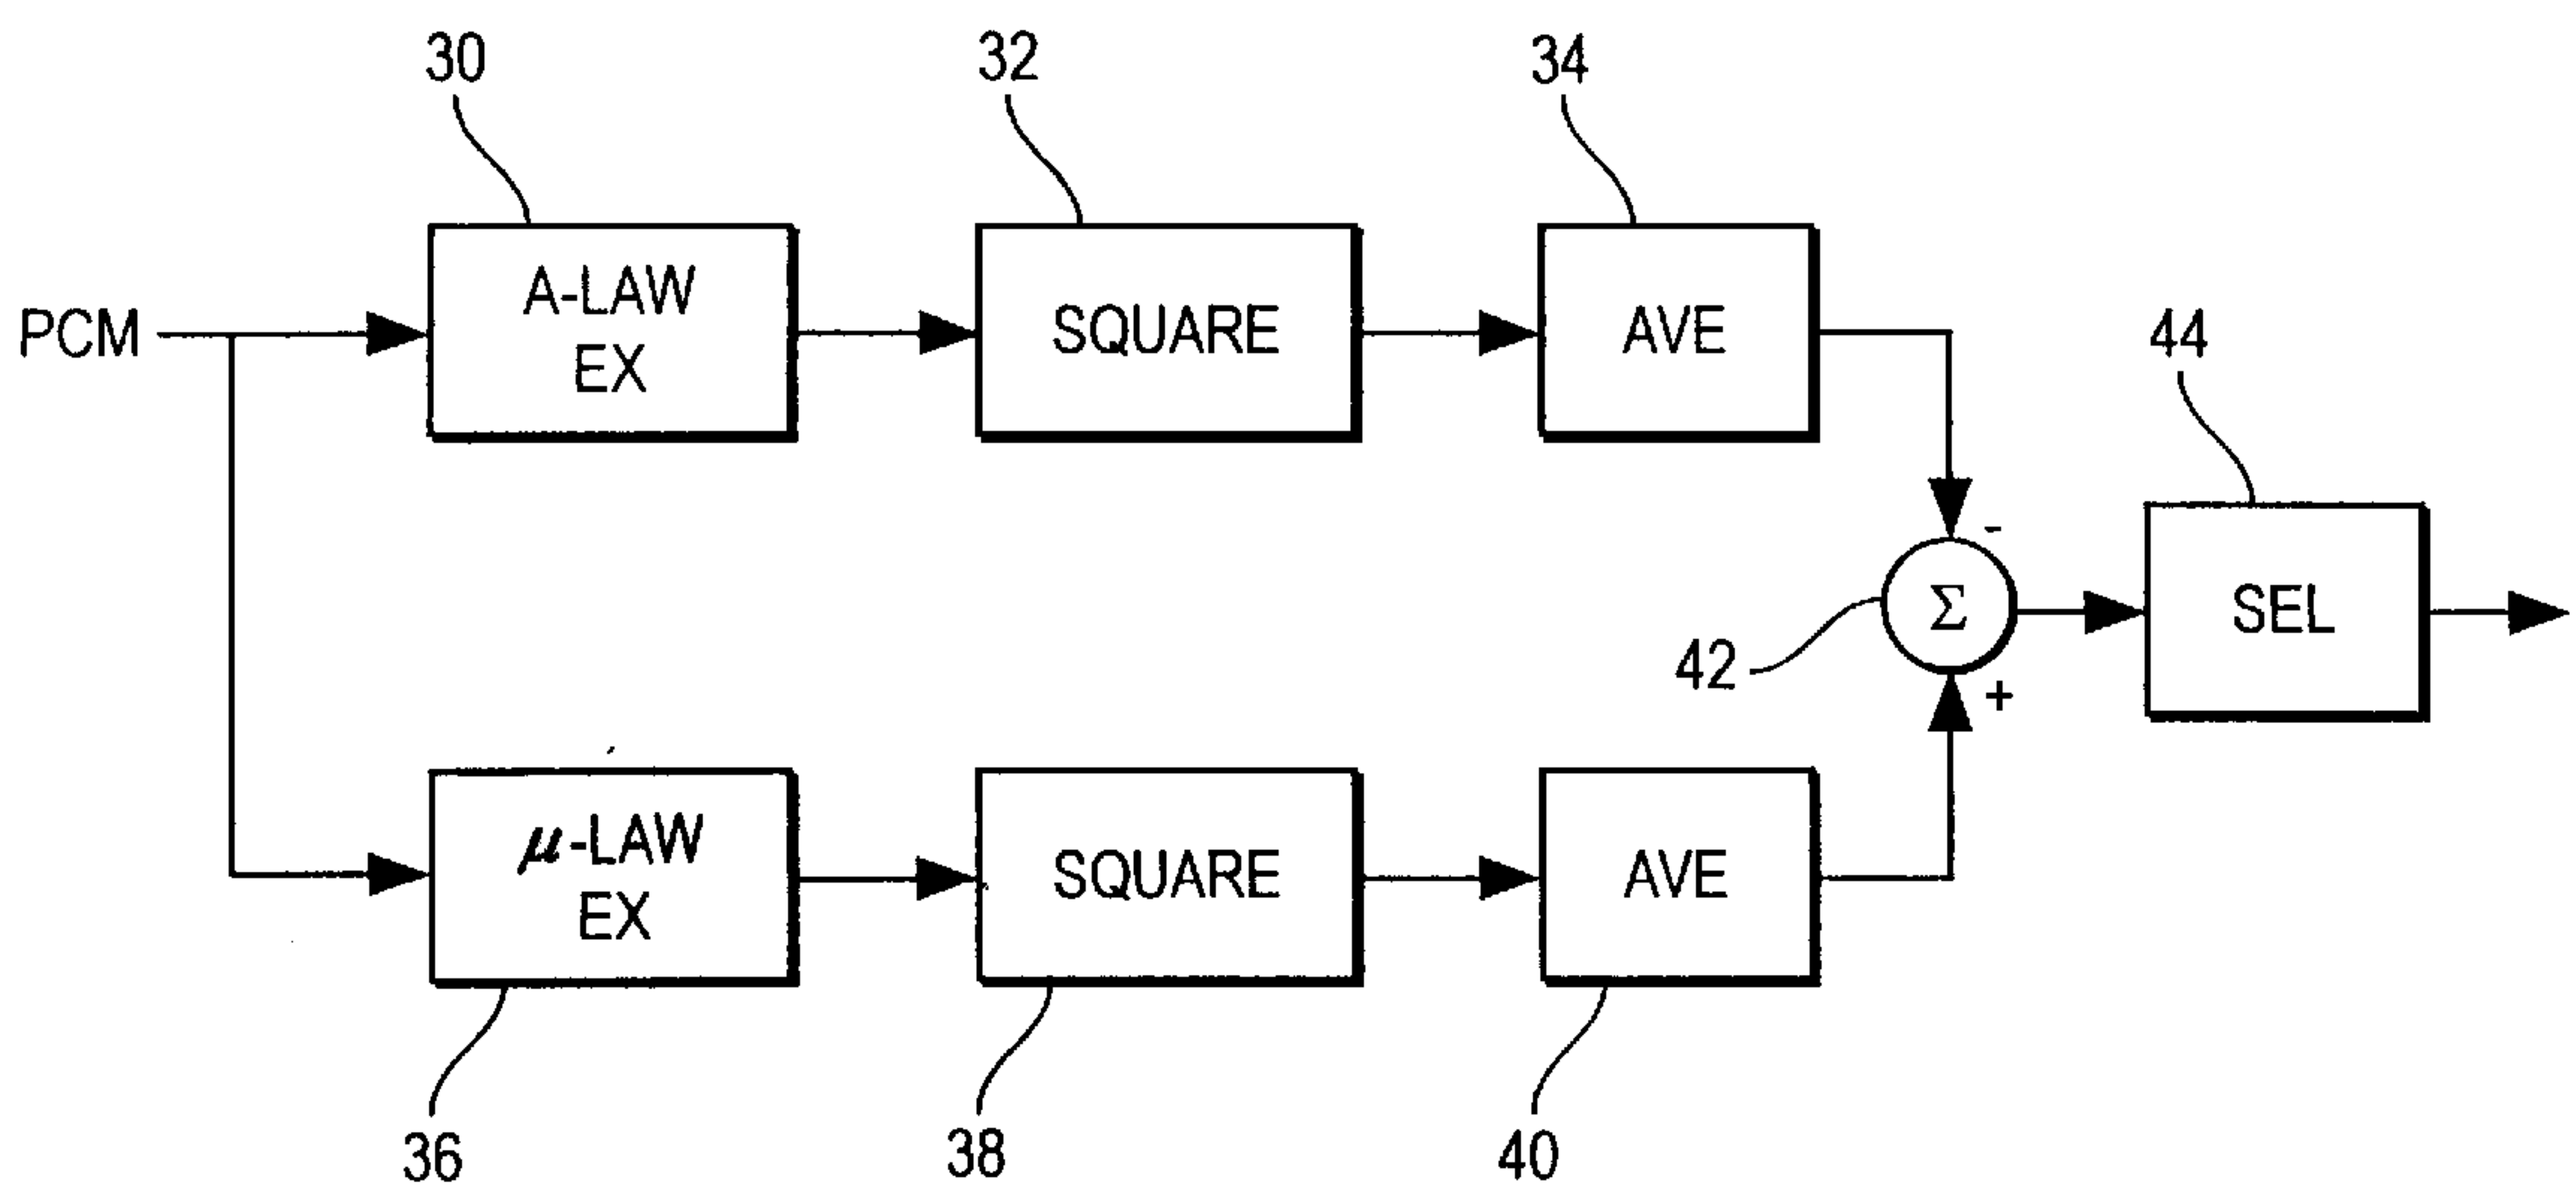 30
32
34
PCM
A-LAW
EX
SQUARE
AVE
44
-
Σ
SEL
42
+
μ-LAW
EX
SQUARE
AVE
36
38
40